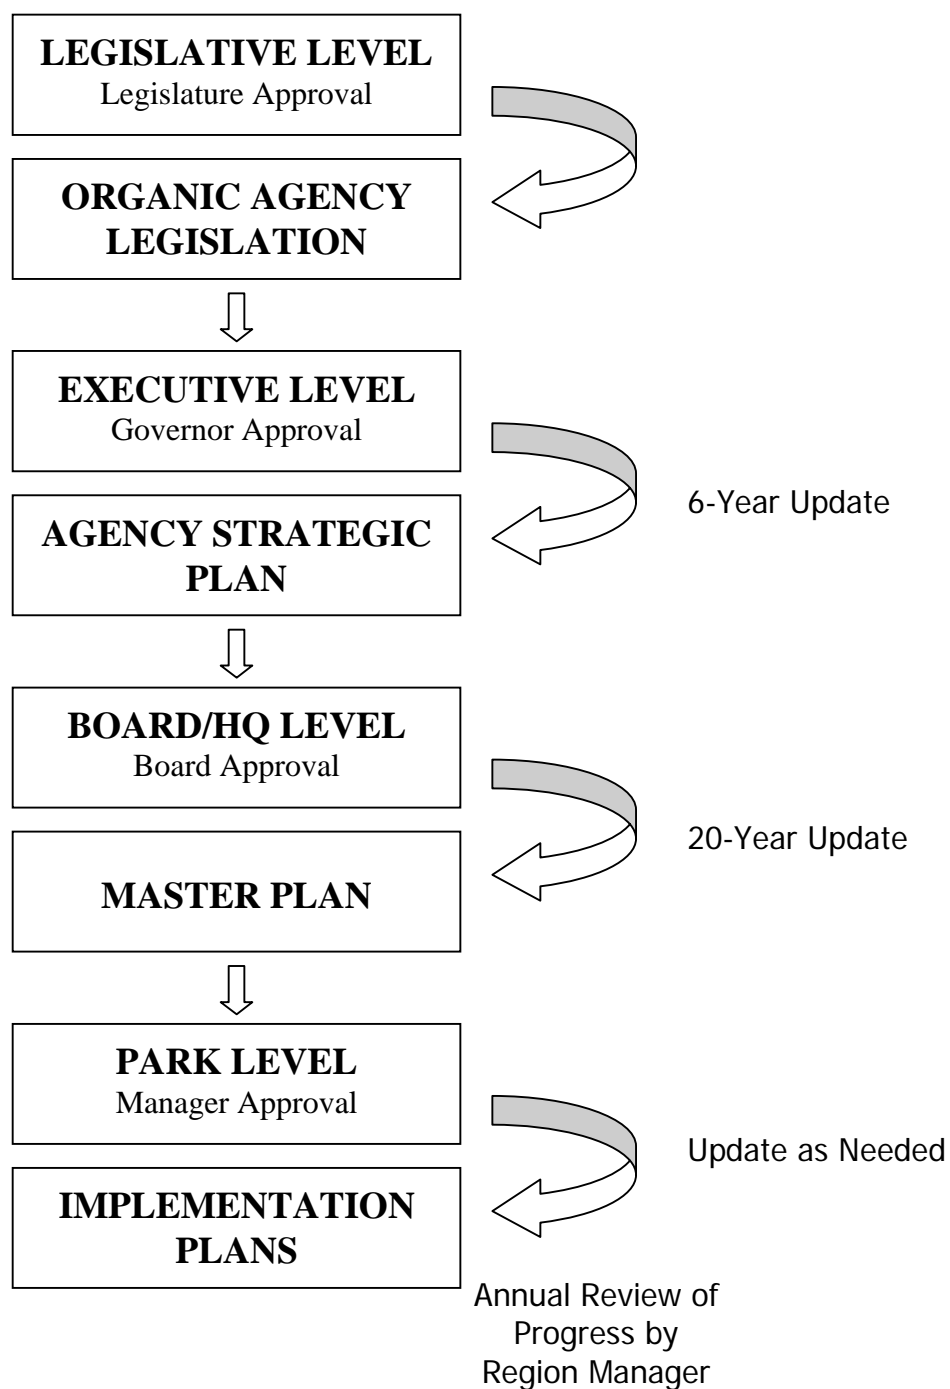 LEGISLATIVE LEVEL
Legislature Approval
ORGANIC AGENCY
LEGISLATION
EXECUTIVE LEVEL
Governor Approval
AGENCY STRATEGIC
PLAN
6-Year Update
BOARD/HQ LEVEL
Board Approval
MASTER PLAN
20-Year Update
PARK LEVEL
Manager Approval
IMPLEMENTATION
PLANS
Update as Needed
Annual Review of
Progress by
Region Manager